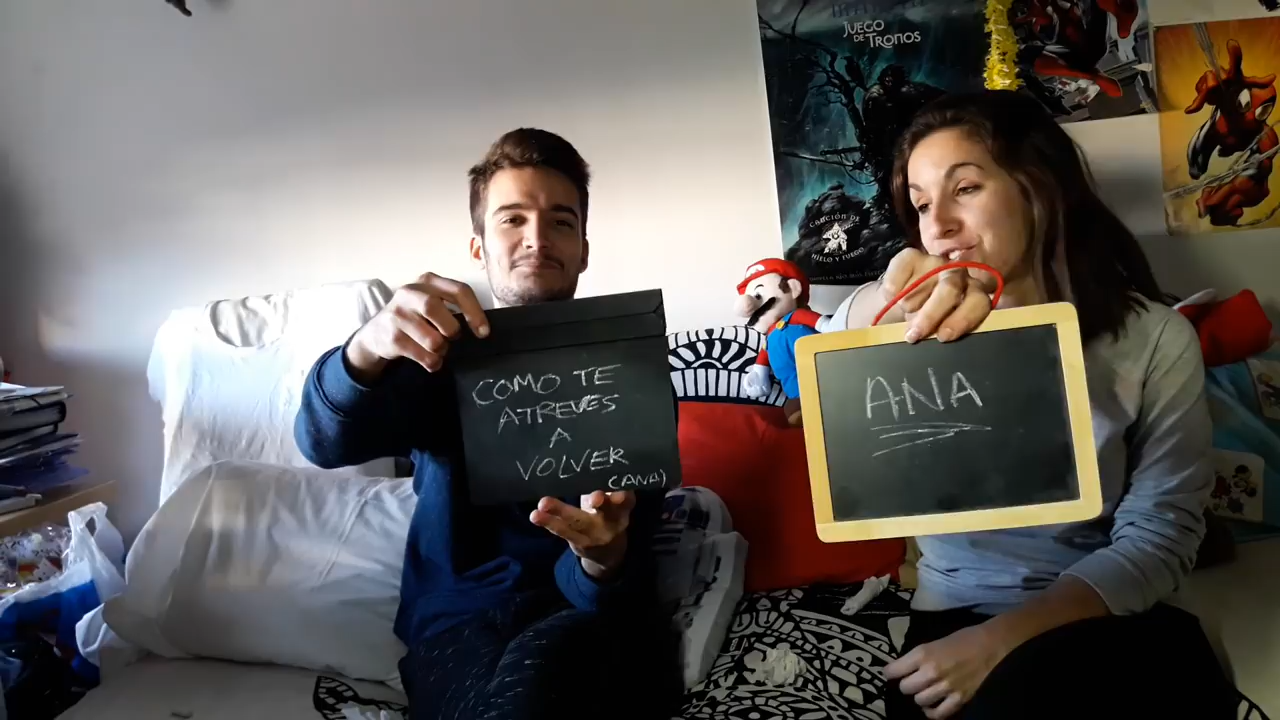 JUEGO
DE TRONOS
CANCIÓN DE
HIELO Y FUEGO
COMO TE
ATREVES
A
VOLVER
(ANA)
ANA